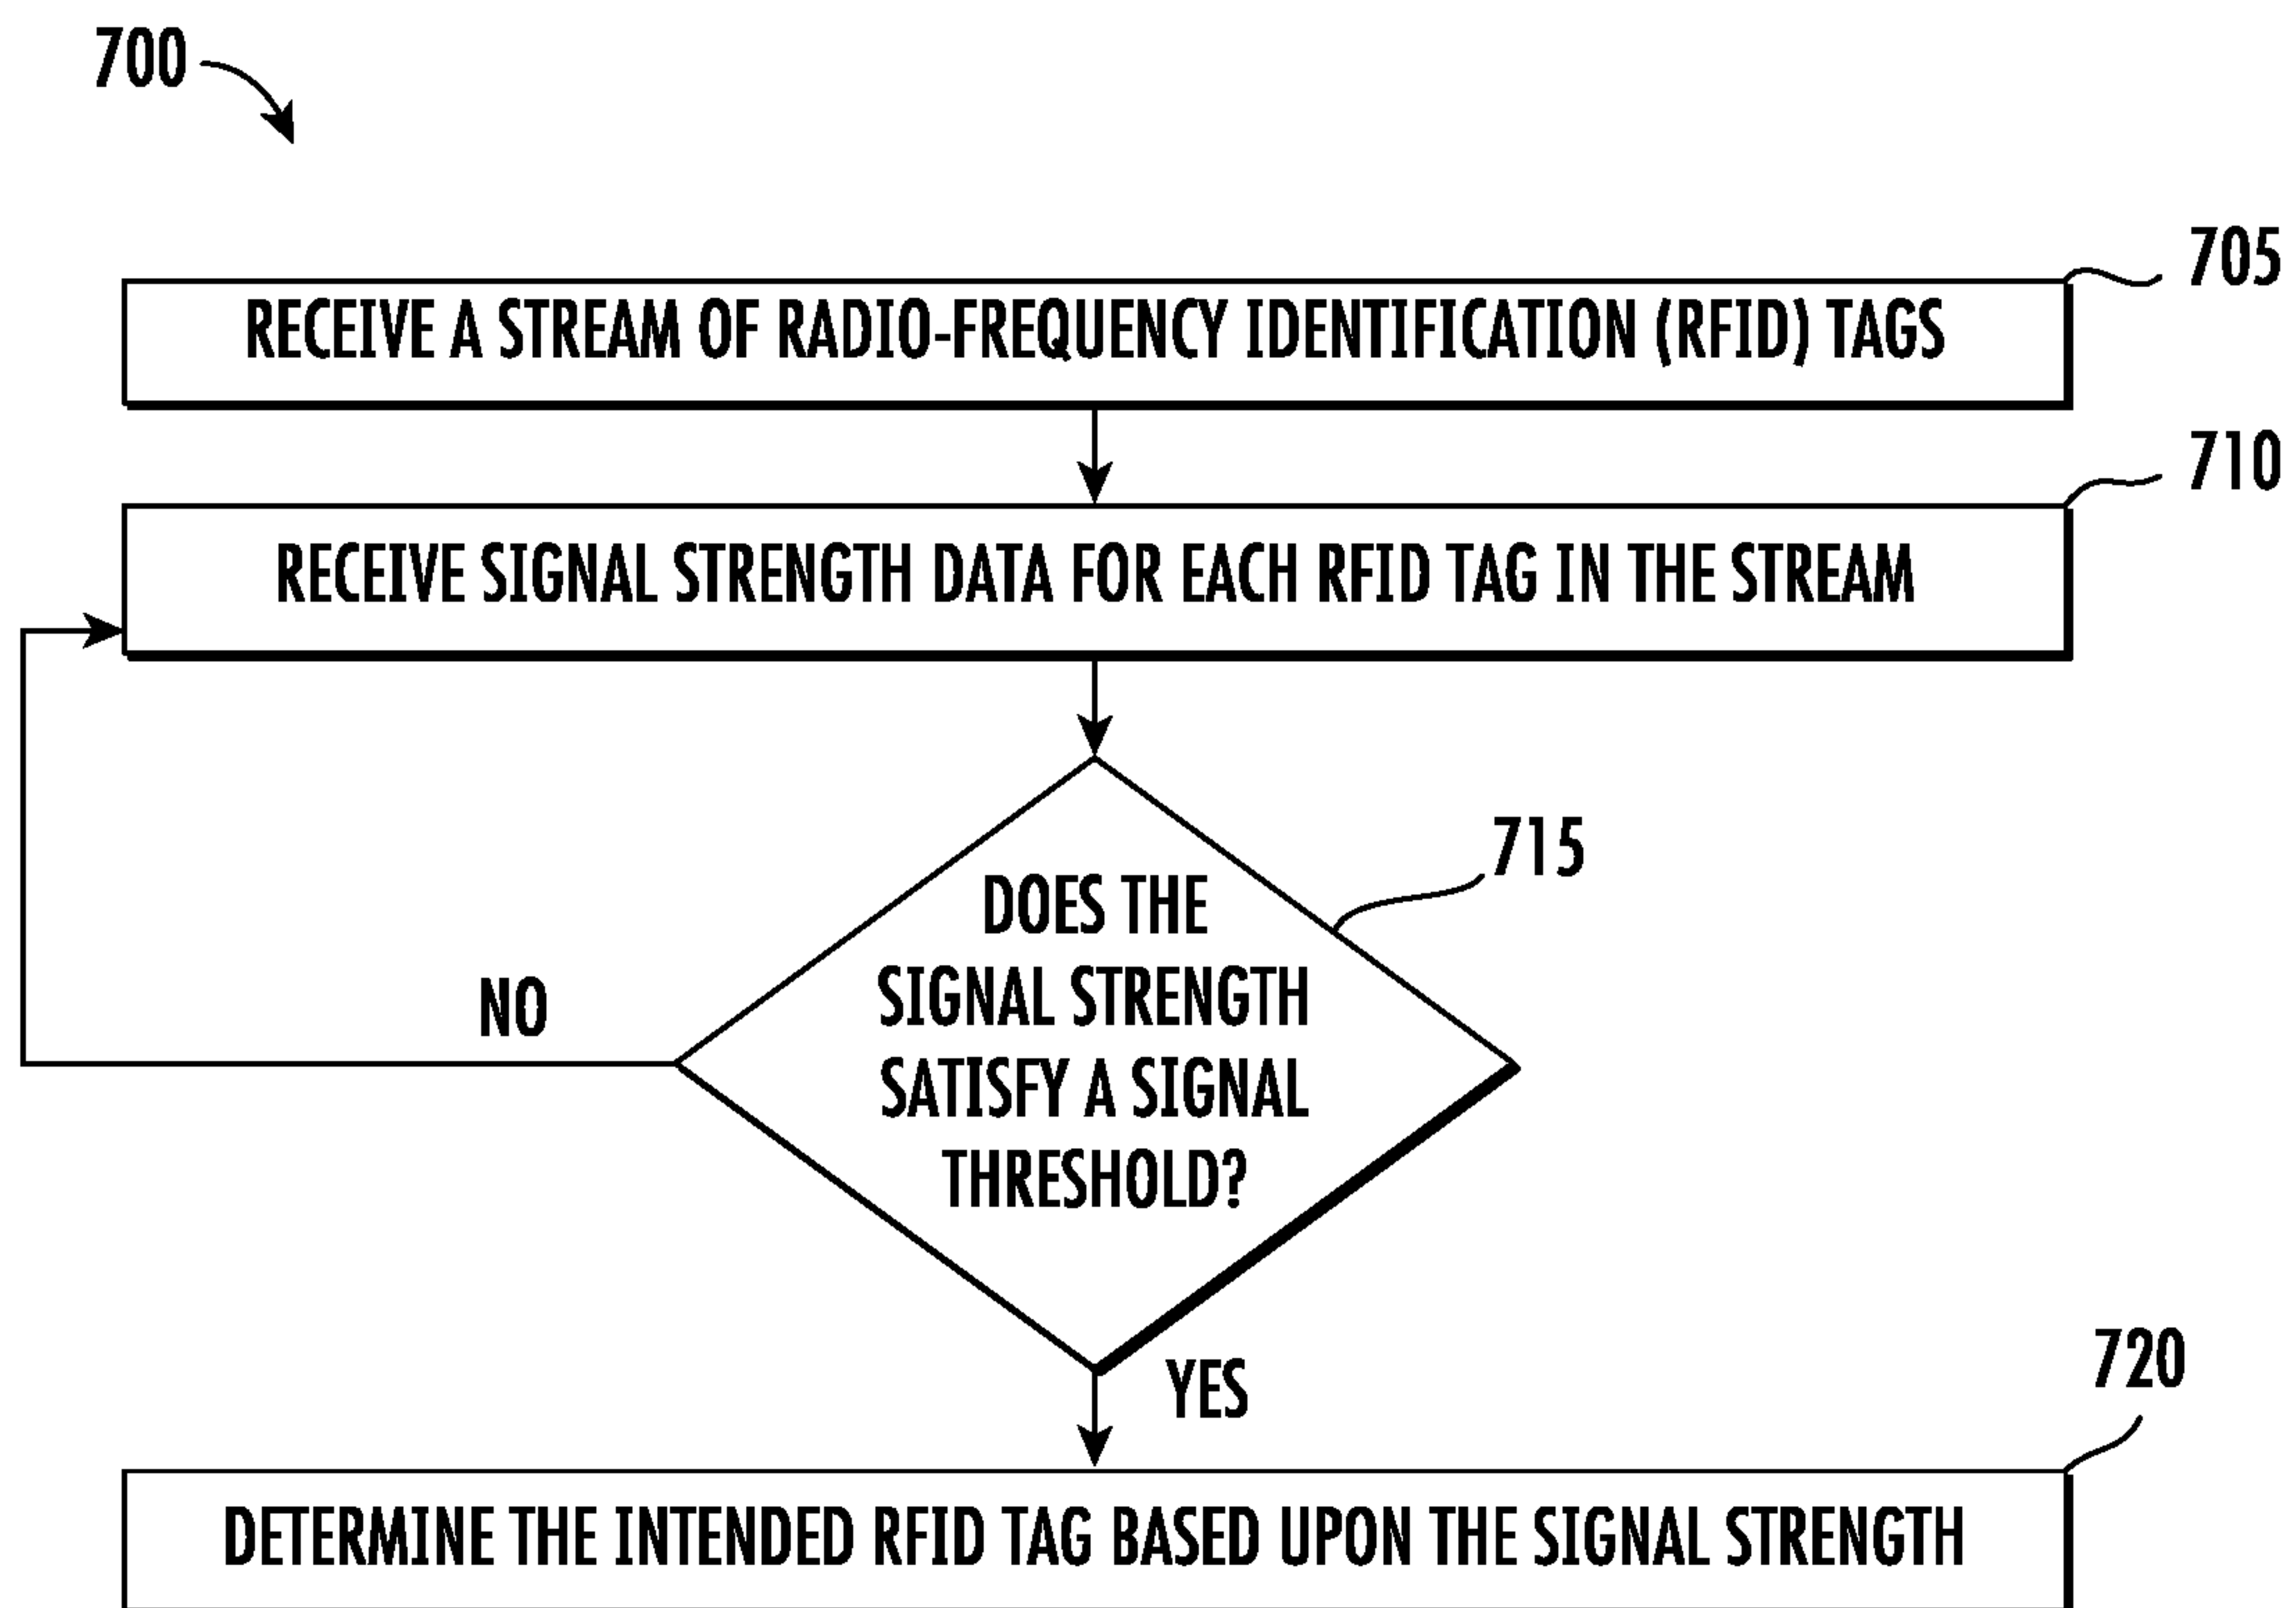 700
705
RECEIVE A STREAM OF RADIO-FREQUENCY IDENTIFICATION (RFID) TAGS
710
RECEIVE SIGNAL STRENGTH DATA FOR EACH RFID TAG IN THE STREAM
715
DOES THE
SIGNAL STRENGTH
SATISFY A SIGNAL
THRESHOLD?
NO
YES
720
DETERMINE THE INTENDED RFID TAG BASED UPON THE SIGNAL STRENGTH